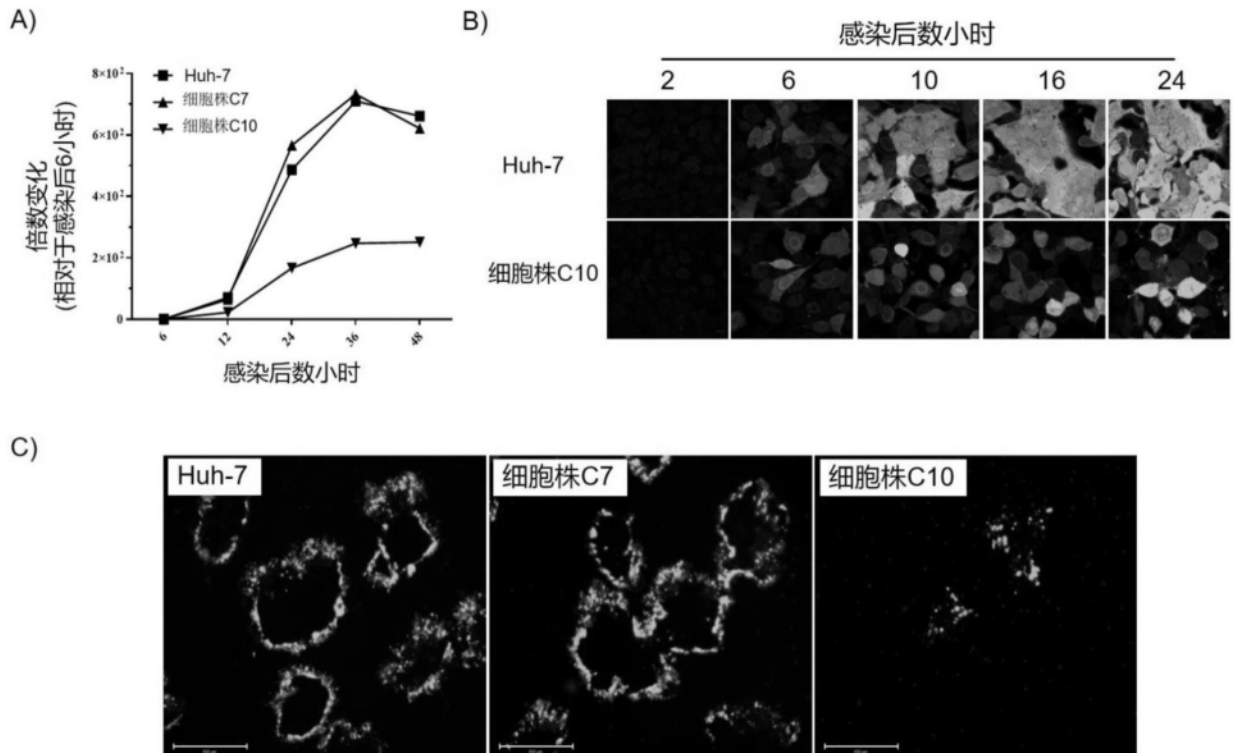 A)
Huh-7
细胞株C7
细胞株C10
8×10²
6×10²
4×10²
2×10²
0
倍数变化
(相对于感染后6小时)
6
12
24
36
48
感染后数小时
B)
感染后数小时
2 6 10 16 24
Huh-7
细胞株C10
C)
Huh-7
细胞株C7
细胞株C10